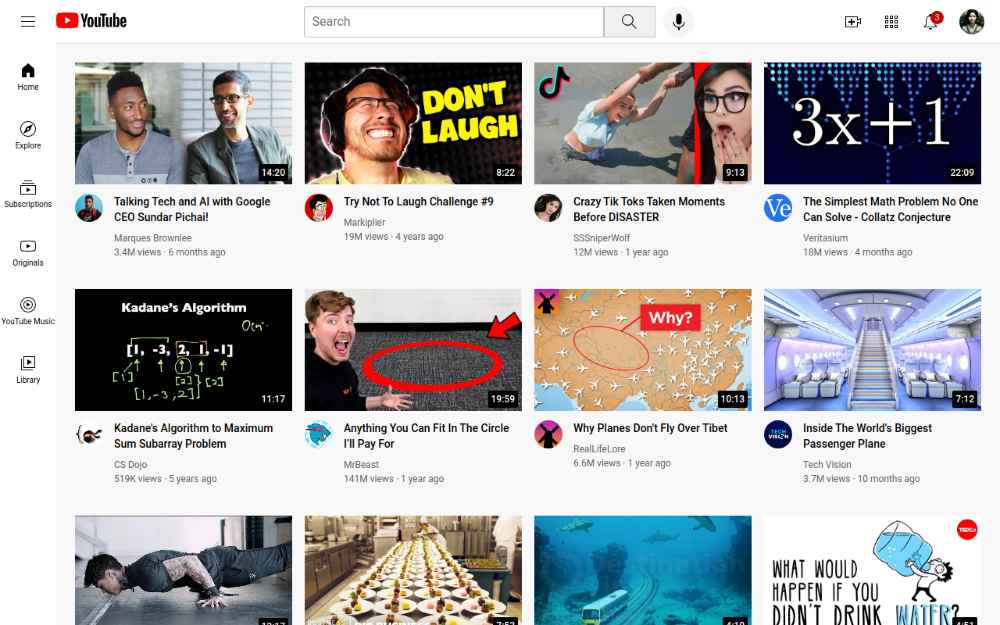 YouTube
Search
3
Home
Explore
Subscriptions
Originals
YouTube Music
Library
14:20
Talking Tech and AI with Google
CEO Sundar Pichai!
Marques Brownlee
3.4M views · 6 months ago
DON'T
LAUGH
8:22
Try Not To Laugh Challenge #9
Markiplier
19M views · 4 years ago
9:13
Crazy Tik Toks Taken Moments
Before DISASTER
SSSniperWolf
12M views · 1 year ago
3x+1
22:09
Ve
The Simplest Math Problem No One
Can Solve - Collatz Conjecture
Veritasium
18M views · 4 months ago
Kadane's Algorithm
[1, -3, 2, 1, -1]
[1] [2] [2]
[1, -3, 2]
11:17
Kadane's Algorithm to Maximum
Sum Subarray Problem
CS Dojo
519K views · 5 years ago
19:59
Anything You Can Fit In The Circle
I'll Pay For
MrBeast
141M views · 1 year ago
Why?
10:13
Why Planes Don't Fly Over Tibet
RealLifeLore
6.6M views · 1 year ago
7:12
TECH
VISION
Inside The World's Biggest
Passenger Plane
Tech Vision
3.7M views · 10 months ago
WHAT WOULD
HAPPEN IF YOU
DIDN'T DRINK WATER?